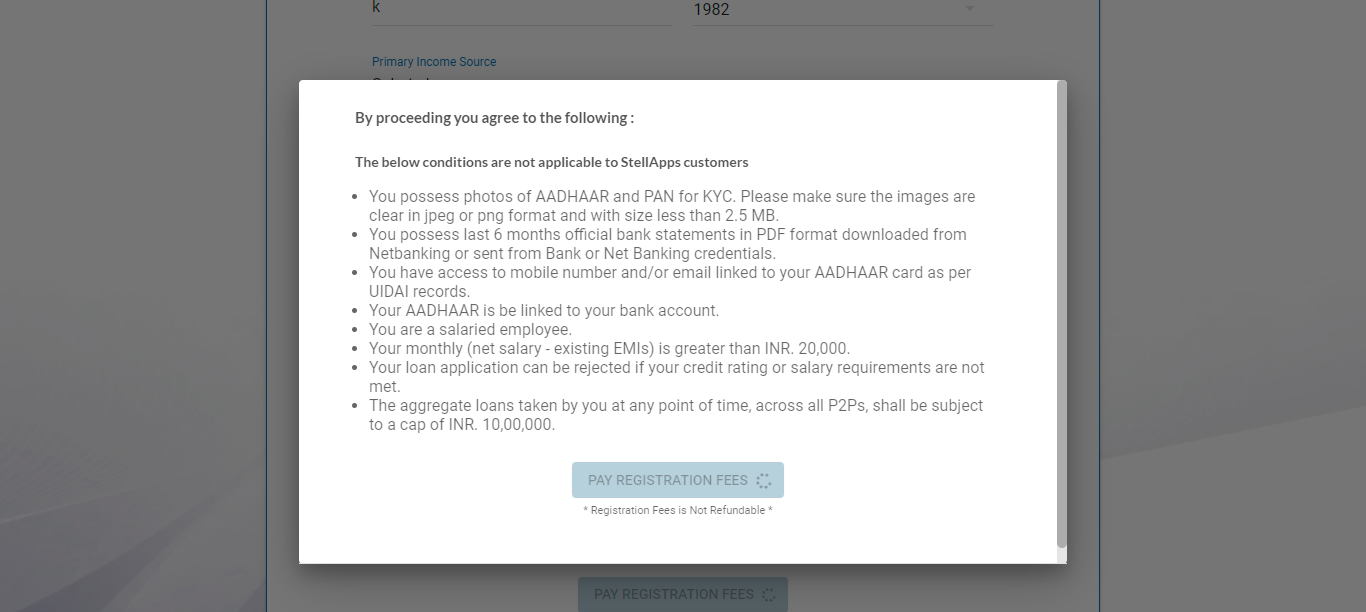 k
1982
Primary Income Source
By proceeding you agree to the following :
The below conditions are not applicable to StellApps customers
You possess photos of AADHAAR and PAN for KYC. Please make sure the images are
clear in jpeg or png format and with size less than 2.5 MB.
You possess last 6 months official bank statements in PDF format downloaded from
Netbanking or sent from Bank or Net Banking credentials.
You have access to mobile number and/or email linked to your AADHAAR card as per
UIDAI records.
Your AADHAAR is be linked to your bank account.
You are a salaried employee.
Your monthly (net salary - existing EMIs) is greater than INR. 20,000.
Your loan application can be rejected if your credit rating or salary requirements are not
met.
The aggregate loans taken by you at any point of time, across all P2Ps, shall be subject
to a cap of INR. 10,00,000.
PAY REGISTRATION FEES
* Registration Fees is Not Refundable *
PAY REGISTRATION FEES